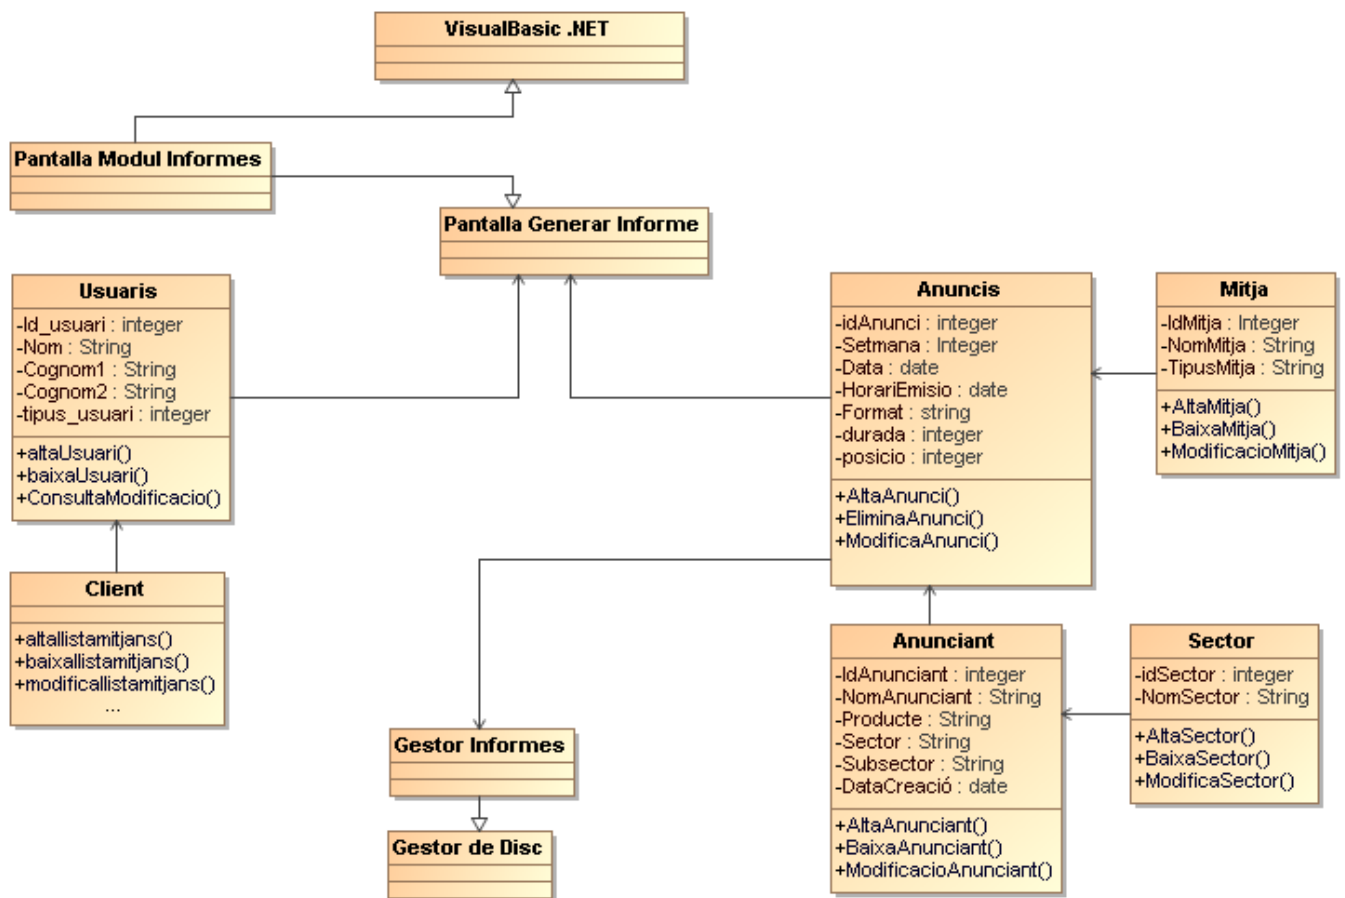 VisualBasic .NET
Pantalla Modul Informes
Pantalla Generar Informe
Usuaris
-Id_usuari : integer
-Nom : String
-Cognom1 : String
-Cognom2 : String
-tipus_usuari : integer
+altaUsuari()
+baixaUsuari()
+ConsultaModificacio()
Client
+altallistamitjans()
+baixallistamitjans()
+modificallistamitjans()
...
Anuncis
-idAnunci : integer
-Setmana : Integer
-Data : date
-HorariEmisio : date
-Format : string
-durada : integer
-posicio : integer
+AltaAnunci()
+EliminaAnunci()
+ModificaAnunci()
Mitja
-IdMitja : Integer
-NomMitja : String
-TipusMitja : String
+AltaMitja()
+BaixaMitja()
+ModificacioMitja()
Gestor Informes
Gestor de Disc
Anunciant
-IdAnunciant : integer
-NomAnunciant : String
-Producte : String
-Sector : String
-Subsector : String
-DataCreació : date
+AltaAnunciant()
+BaixaAnunciant()
+ModificacioAnunciant()
Sector
-idSector : integer
-NomSector : String
+AltaSector()
+BaixaSector()
+ModificaSector()